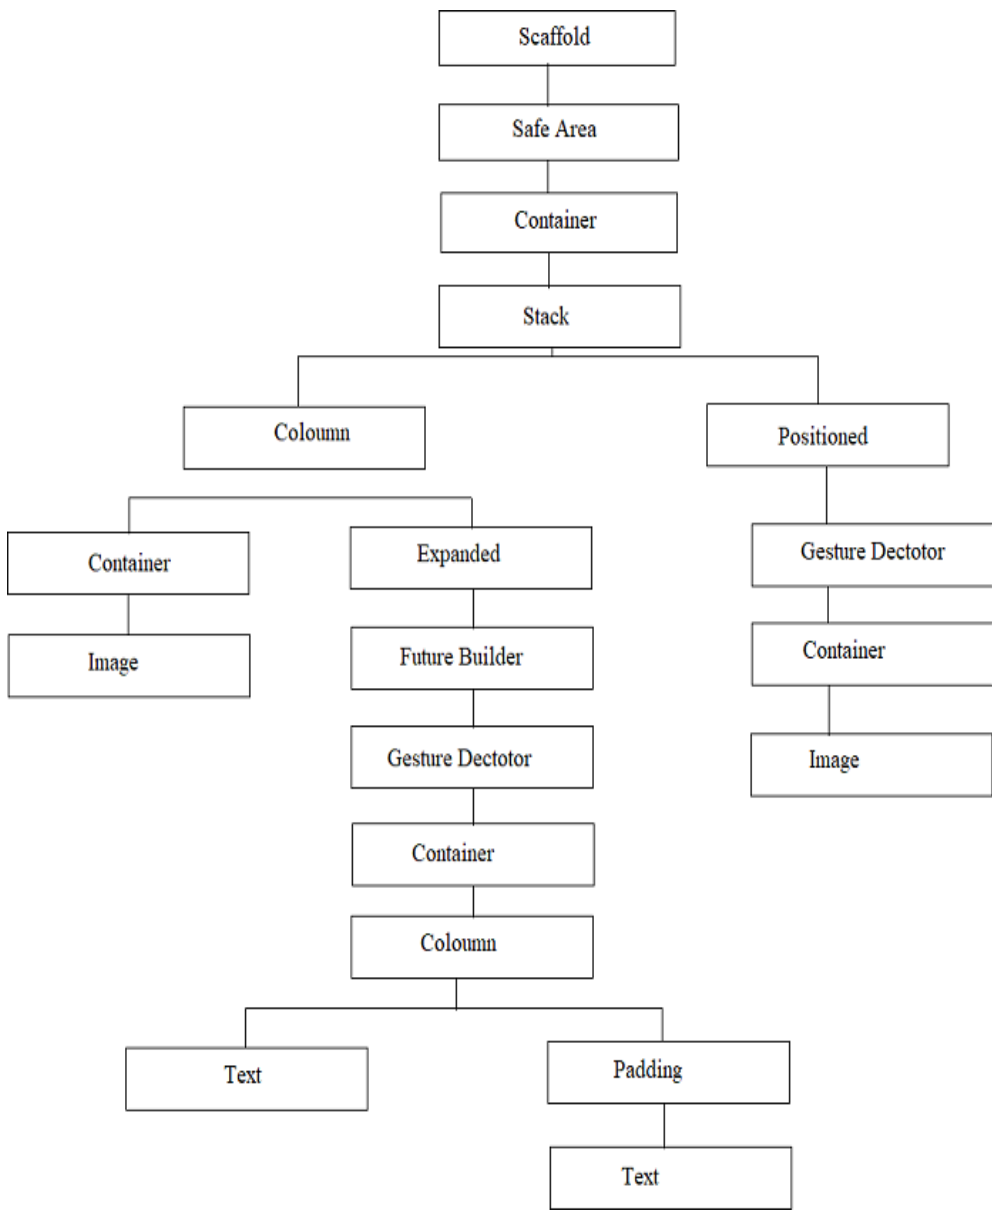 Scaffold
Safe Area
Container
Stack
Coloumn
Positioned
Container
Expanded
Gesture Dectotor
Image
Future Builder
Container
Gesture Dectotor
Image
Container
Coloumn
Text
Padding
Text